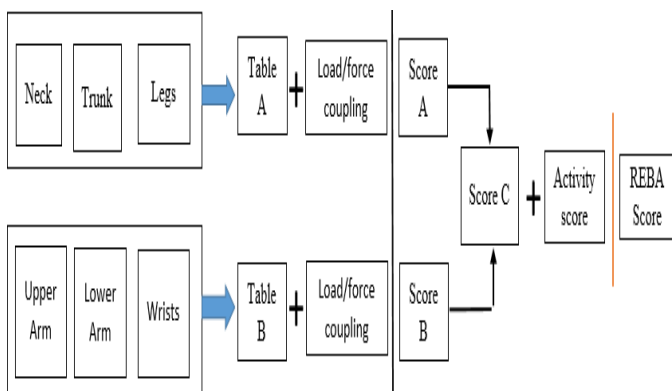 Neck
Trunk
Legs
Table
A
+
Load/force
coupling
Score
A
Score C
+
Activity
score
REBA
Score
Upper
Arm
Lower
Arm
Wrists
Table
B
+
Load/force
coupling
Score
B